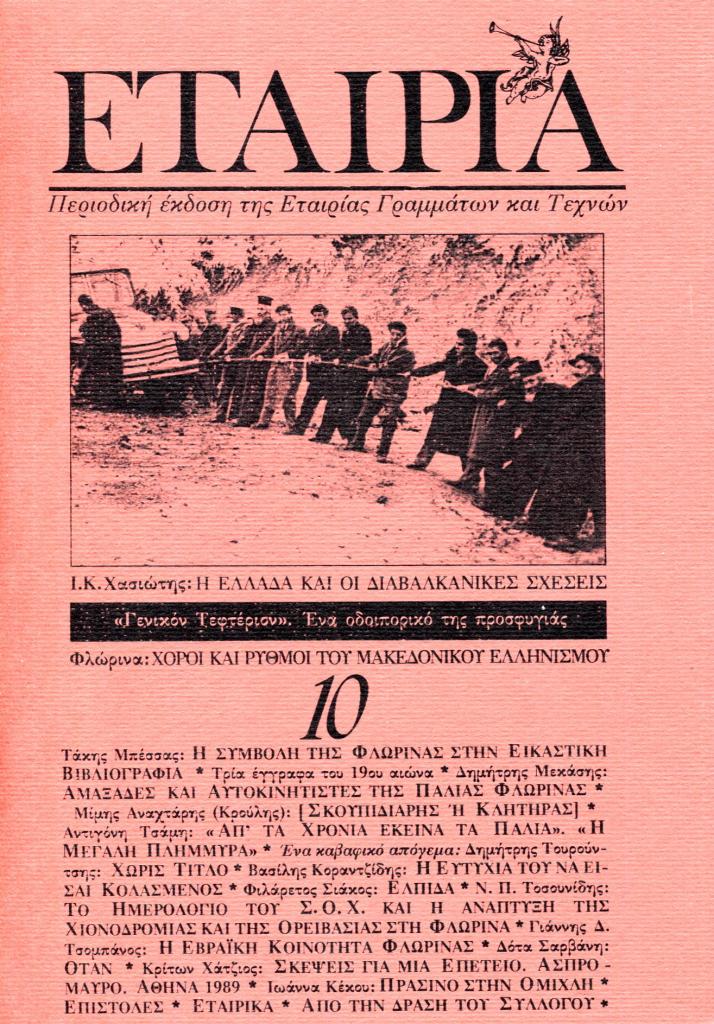 ΕΤΑΙΡΙΑ
Περιοδική έκδοση της Εταιρίας Γραμμάτων και Τεχνών
Ι.Κ.Χασιώτης: Η ΕΛΛΑΔΑ ΚΑΙ ΟΙ ΔΙΑΒΑΛΚΑΝΙΚΕΣ ΣΧΕΣΕΙΣ
«Γενικόν Τεφτέριον». Ένα οδοιπορικό της προσφυγιάς
Φλώρινα: ΧΟΡΟΙ ΚΑΙ ΡΥΘΜΟΙ ΤΟΥ ΜΑΚΕΔΟΝΙΚΟΥ ΕΛΛΗΝΙΣΜΟΥ
10
Τάκης Μπέσσας: Η ΣΥΜΒΟΛΗ ΤΗΣ ΦΛΩΡΙΝΑΣ ΣΤΗΝ ΕΙΚΑΣΤΙΚΗ
ΒΙΒΛΙΟΓΡΑΦΙΑ * Τρία έγγραφα του 19ου αιώνα * Δημήτρης Μεκάσης:
ΑΜΑΞΑΔΕΣ ΚΑΙ ΑΥΤΟΚΙΝΗΤΙΣΤΕΣ ΤΗΣ ΠΑΛΙΑΣ ΦΛΩΡΙΝΑΣ *
Μίμης Αναχτάρης (Κρούλης): [ΣΚΟΥΠΙΔΙΑΡΗΣ Ή ΚΛΗΤΗΡΑΣ] *
Αντιγόνη Τσάμη: «ΑΠ' ΤΑ ΧΡΟΝΙΑ ΕΚΕΙΝΑ ΤΑ ΠΑΛΙΑ». «Η
ΜΕΓΑΛΗ ΠΛΗΜΜΥΡΑ» * Ένα καβαφικό απόγεμα: Δημήτρης Τουρούν-
τσης: ΧΩΡΙΣ ΤΙΤΛΟ * Βασίλης Κοραντζίδης: Η ΕΥΤΥΧΙΑ ΤΟΥ ΝΑ ΕΙ-
ΣΑΙ ΚΟΛΑΣΜΕΝΟΣ * Φιλάρετος Σιάκος: ΕΛΠΙΔΑ * Ν. Π. Τοσουνίδης:
ΤΟ ΗΜΕΡΟΛΟΓΙΟ ΤΟΥ Σ.Ο.Χ. ΚΑΙ Η ΑΝΑΠΤΥΞΗ ΤΗΣ
ΧΙΟΝΟΔΡΟΜΙΑΣ ΚΑΙ ΤΗΣ ΟΡΕΙΒΑΣΙΑΣ ΣΤΗ ΦΛΩΡΙΝΑ * Γιάννης Δ.
Τσομπάνος: Η ΕΒΡΑΪΚΗ ΚΟΙΝΟΤΗΤΑ ΦΛΩΡΙΝΑΣ * Δότα Σαρβάνη:
ΟΤΑΝ * Κρίτων Χάτζιος: ΣΚΕΨΕΙΣ ΓΙΑ ΜΙΑ ΕΠΕΤΕΙΟ. ΑΣΠΡΟ-
ΜΑΥΡΟ. ΑΘΗΝΑ 1989 * Ιωάννα Κέκου: ΠΡΑΣΙΝΟ ΣΤΗΝ ΟΜΙΧΛΗ *
ΕΠΙΣΤΟΛΕΣ * ΕΤΑΙΡΙΚΑ * ΑΠΟ ΤΗΝ ΔΡΑΣΗ ΤΟΥ ΣΥΛΛΟΓΟΥ *